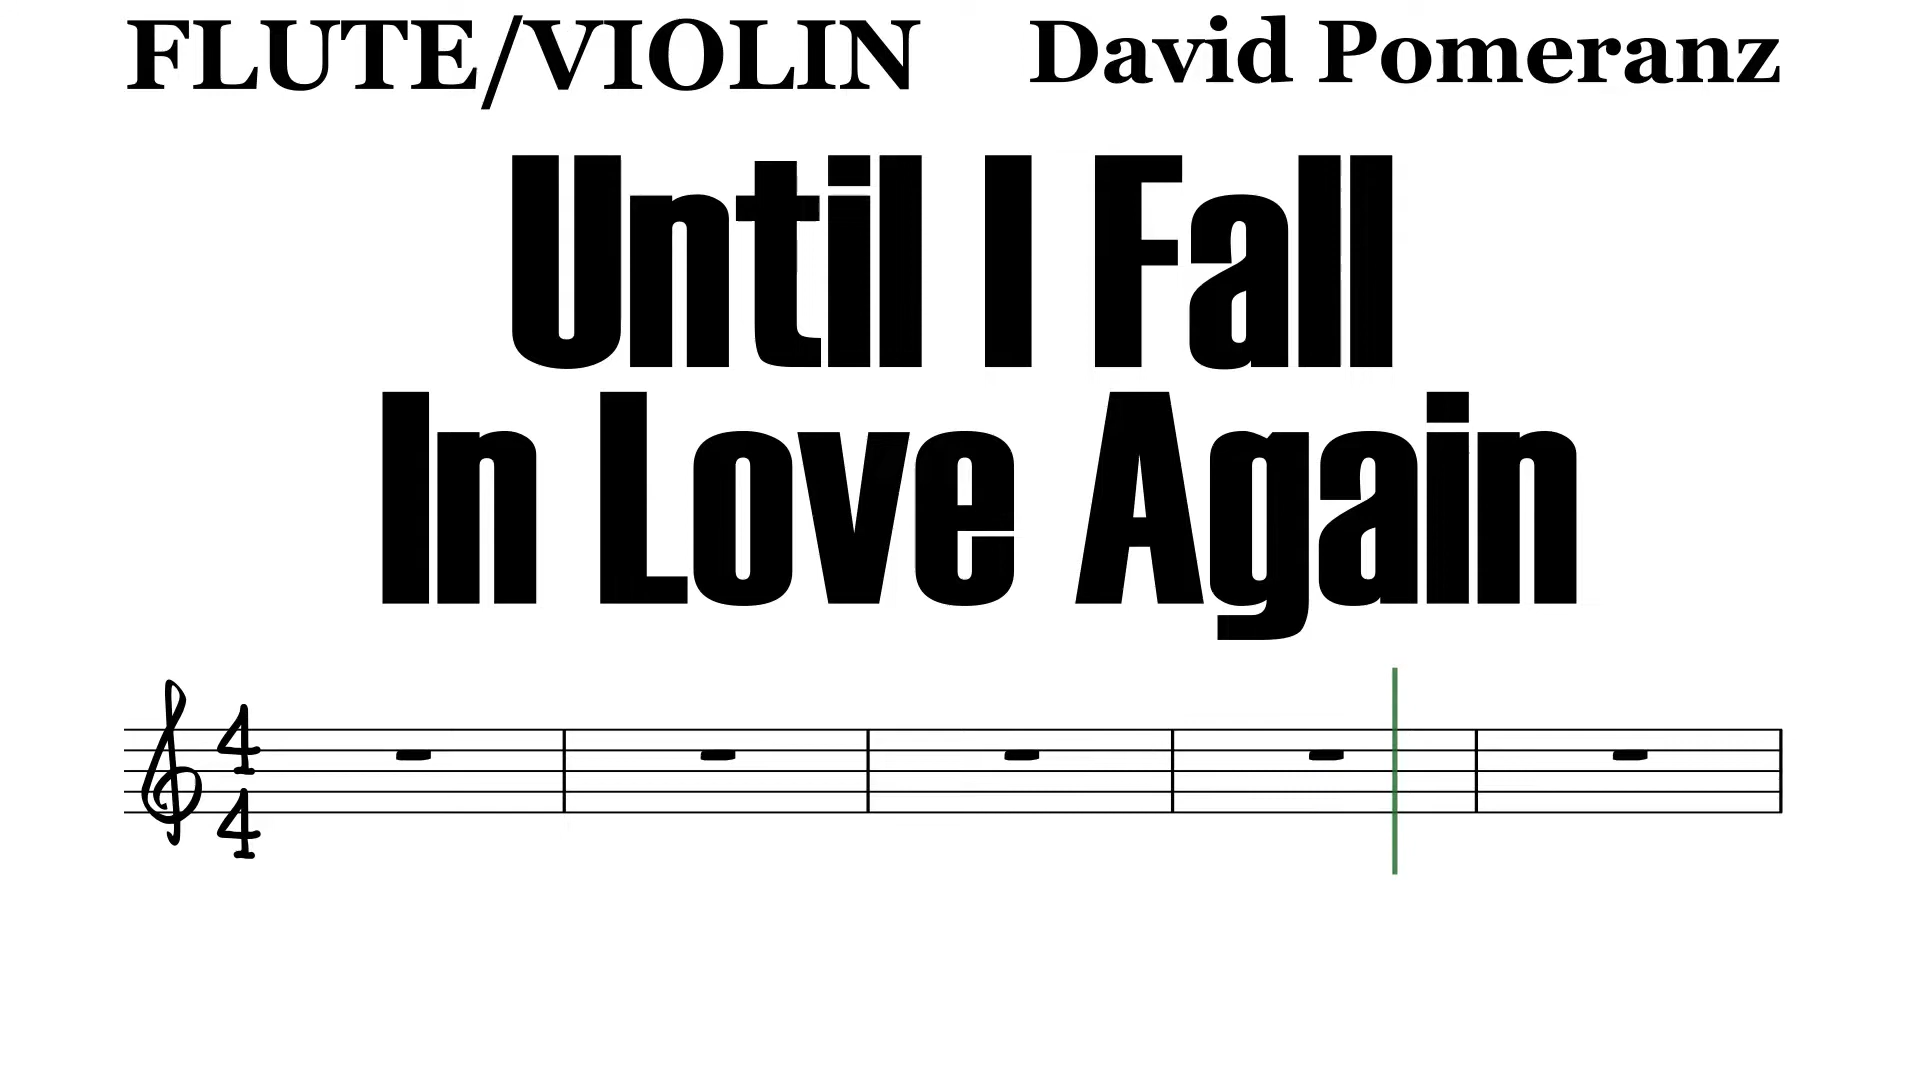 FLUTE/VIOLIN David Pomeranz
Until I Fall
In Love Again
4
4